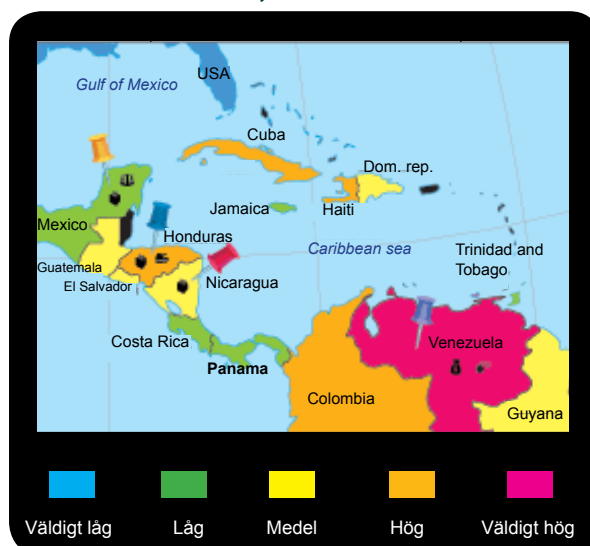 USA
Gulf of Mexico
Cuba
Dom. rep.
Jamaica
Haiti
Mexico
Honduras
Caribbean sea
Trinidad and
Tobago
Guatemala
El Salvador
Nicaragua
Costa Rica
Venezuela
Panama
Colombia
Guyana
Väldigt låg
Låg
Medel
Hög
Väldigt hög